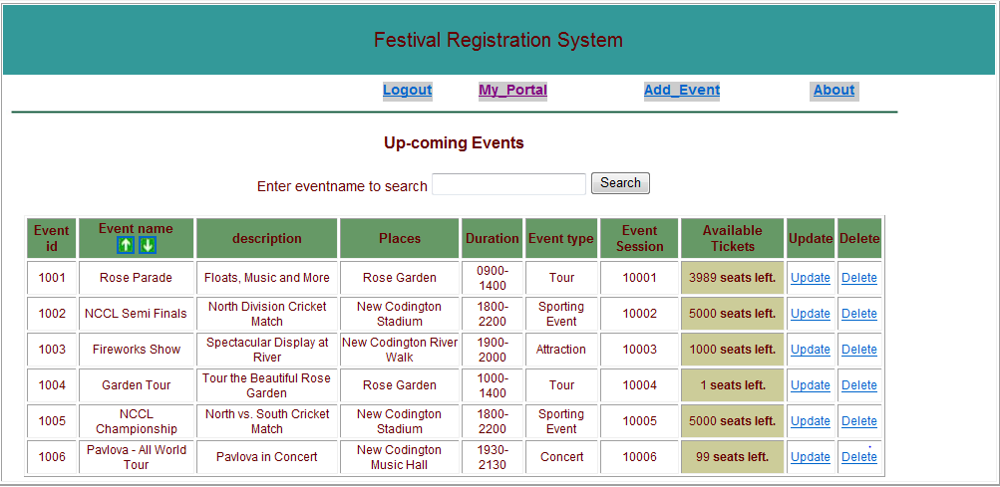 Festival Registration System
Logout My_Portal Add_Event About
Up-coming Events
Enter eventname to search Search
Event id Event name description Places Duration Event type Event Session Available Tickets Update Delete
1001 Rose Parade Floats, Music and More Rose Garden 0900-1400 Tour 10001 3989 seats left. Update Delete
1002 NCCL Semi Finals North Division Cricket Match New Codington Stadium 1800-2200 Sporting Event 10002 5000 seats left. Update Delete
1003 Fireworks Show Spectacular Display at River New Codington River Walk 1900-2000 Attraction 10003 1000 seats left. Update Delete
1004 Garden Tour Tour the Beautiful Rose Garden Rose Garden 1000-1400 Tour 10004 1 seats left. Update Delete
1005 NCCL Championship North vs. South Cricket Match New Codington Stadium 1800-2200 Sporting Event 10005 5000 seats left. Update Delete
1006 Pavlova - All World Tour Pavlova in Concert New Codington Music Hall 1930-2130 Concert 10006 99 seats left. Update Delete